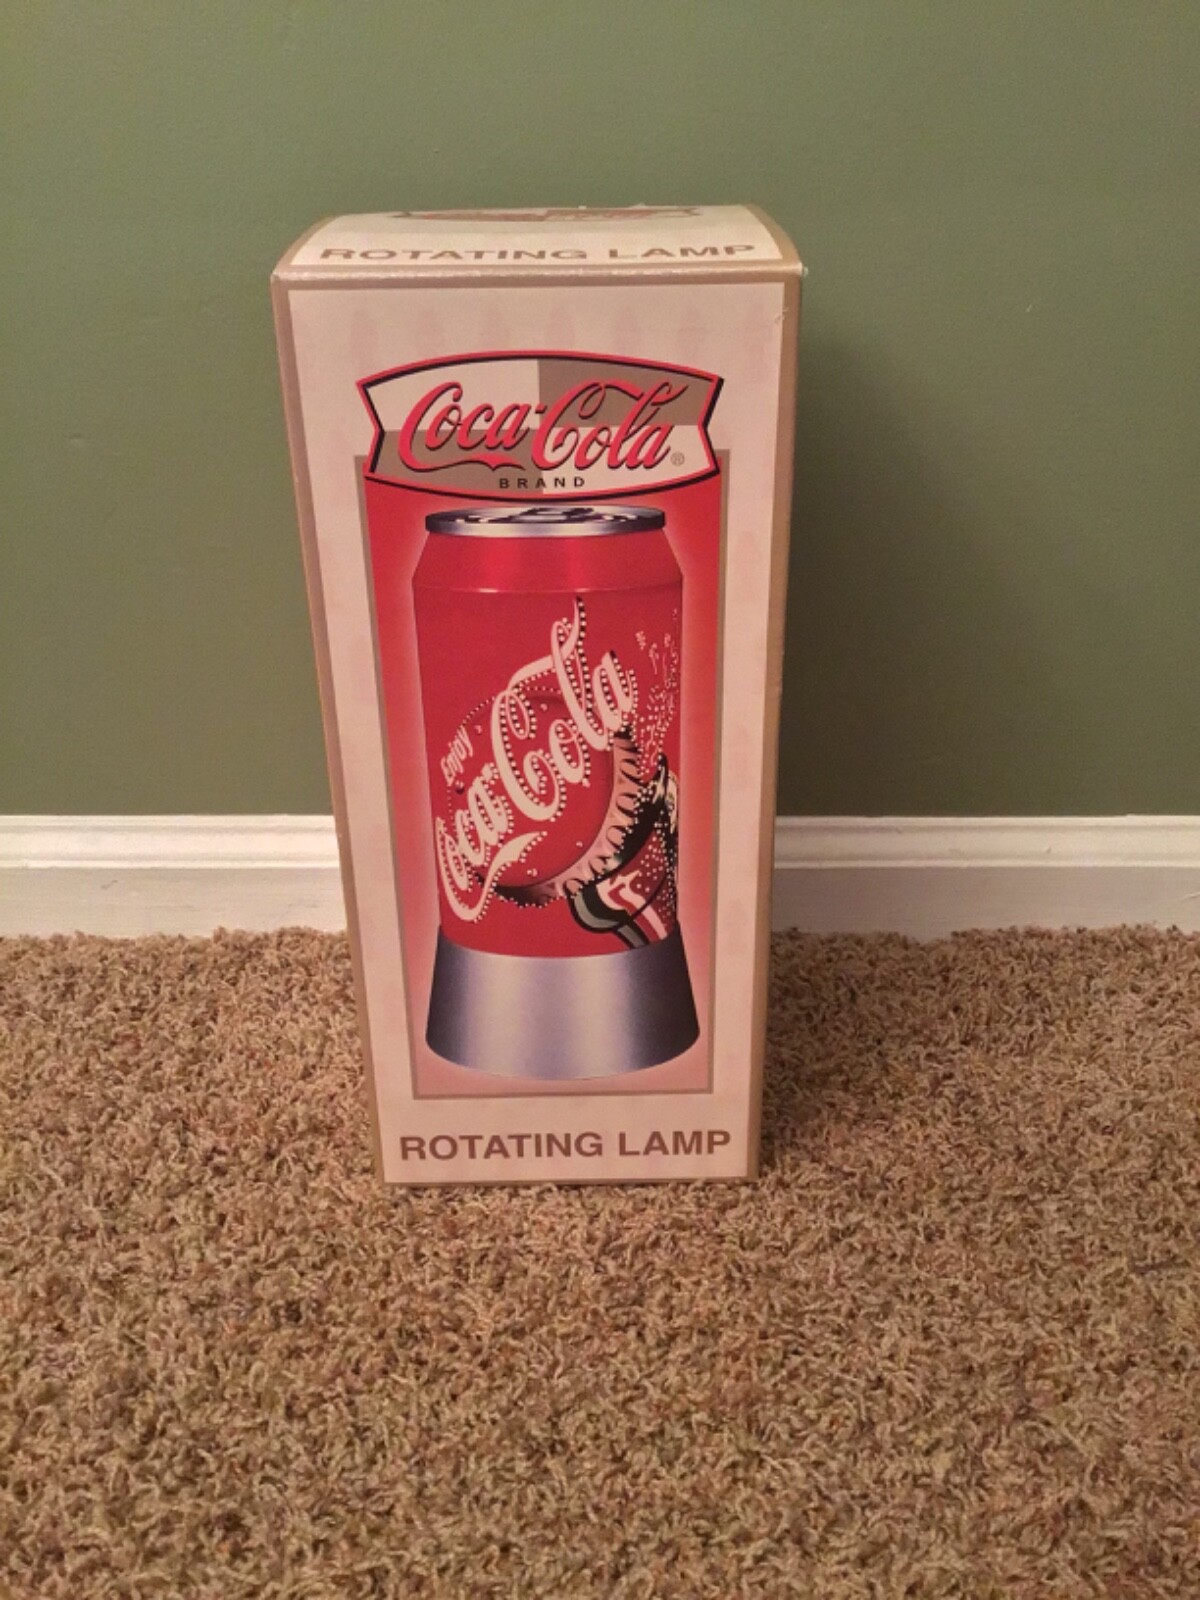 ROTATING LAMP
Coca-Cola®
BRAND
Enjoy
Coca-Cola
ROTATING LAMP